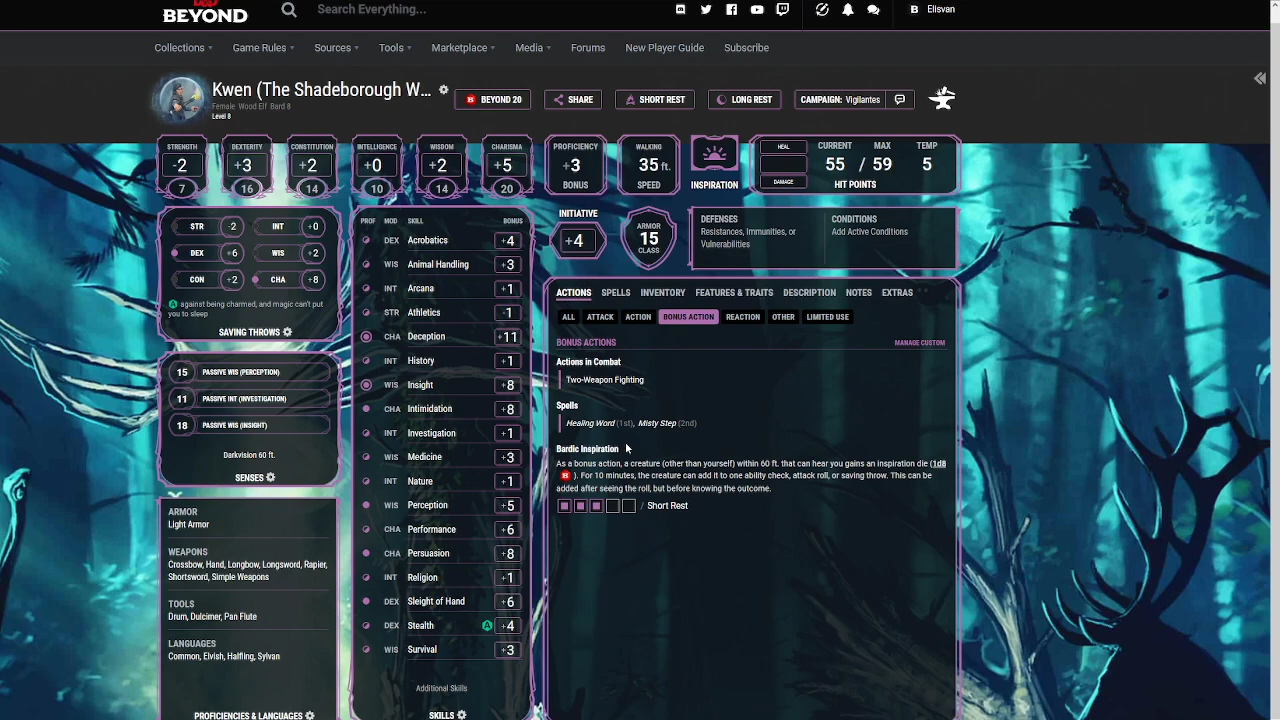 BEYOND
Search Everything...
B Ellsvan
Collections
Game Rules
Sources
Tools
Marketplace
Media
Forums
New Player Guide
Subscribe
Kwen (The Shadeborough W...
Female Wood Elf Bard 8
Level 8
BEYOND 20
SHARE
SHORT REST
LONG REST
CAMPAIGN: Vigilantes
STRENGTH
-2
7
DEXTERITY
+3
16
CONSTITUTION
+2
14
INTELLIGENCE
+0
10
WISDOM
+2
14
CHARISMA
+5
20
PROFICIENCY
+3
BONUS
WALKING
35 ft.
SPEED
INSPIRATION
HEAL
DAMAGE
CURRENT MAX TEMP
55 / 59 5
HIT POINTS
STR -2
INT +0
DEX +6
WIS +2
CON +2
CHA +8
A against being charmed, and magic can't put
you to sleep
SAVING THROWS
15 PASSIVE WIS (PERCEPTION)
11 PASSIVE INT (INVESTIGATION)
18 PASSIVE WIS (INSIGHT)
Darkvision 60 ft.
SENSES
ARMOR
Light Armor
WEAPONS
Crossbow, Hand, Longbow, Longsword, Rapier,
Shortsword, Simple Weapons
TOOLS
Drum, Dulcimer, Pan Flute
LANGUAGES
Common, Elvish, Halfling, Sylvan
PROFICIENCIES & LANGUAGES
PROF MOD SKILL BONUS
DEX Acrobatics +4
WIS Animal Handling +3
INT Arcana +1
STR Athletics -1
CHA Deception +11
INT History +1
WIS Insight +8
CHA Intimidation +8
INT Investigation +1
WIS Medicine +3
INT Nature +1
WIS Perception +5
CHA Performance +6
CHA Persuasion +8
INT Religion +1
DEX Sleight of Hand +6
DEX Stealth A +4
WIS Survival +3
Additional Skills
SKILLS
INITIATIVE
+4
ARMOR
15
CLASS
DEFENSES
Resistances, Immunities, or
Vulnerabilities
CONDITIONS
Add Active Conditions
ACTIONS SPELLS INVENTORY FEATURES & TRAITS DESCRIPTION NOTES EXTRAS
ALL ATTACK ACTION BONUS ACTION REACTION OTHER LIMITED USE
BONUS ACTIONS
MANAGE CUSTOM
Actions in Combat
Two-Weapon Fighting
Spells
Healing Word (1st), Misty Step (2nd)
Bardic Inspiration
As a bonus action, a creature (other than yourself) within 60 ft. that can hear you gains an inspiration die (1d8
B ). For 10 minutes, the creature can add it to one ability check, attack roll, or saving throw. This can be
added after seeing the roll, but before knowing the outcome.
/ Short Rest